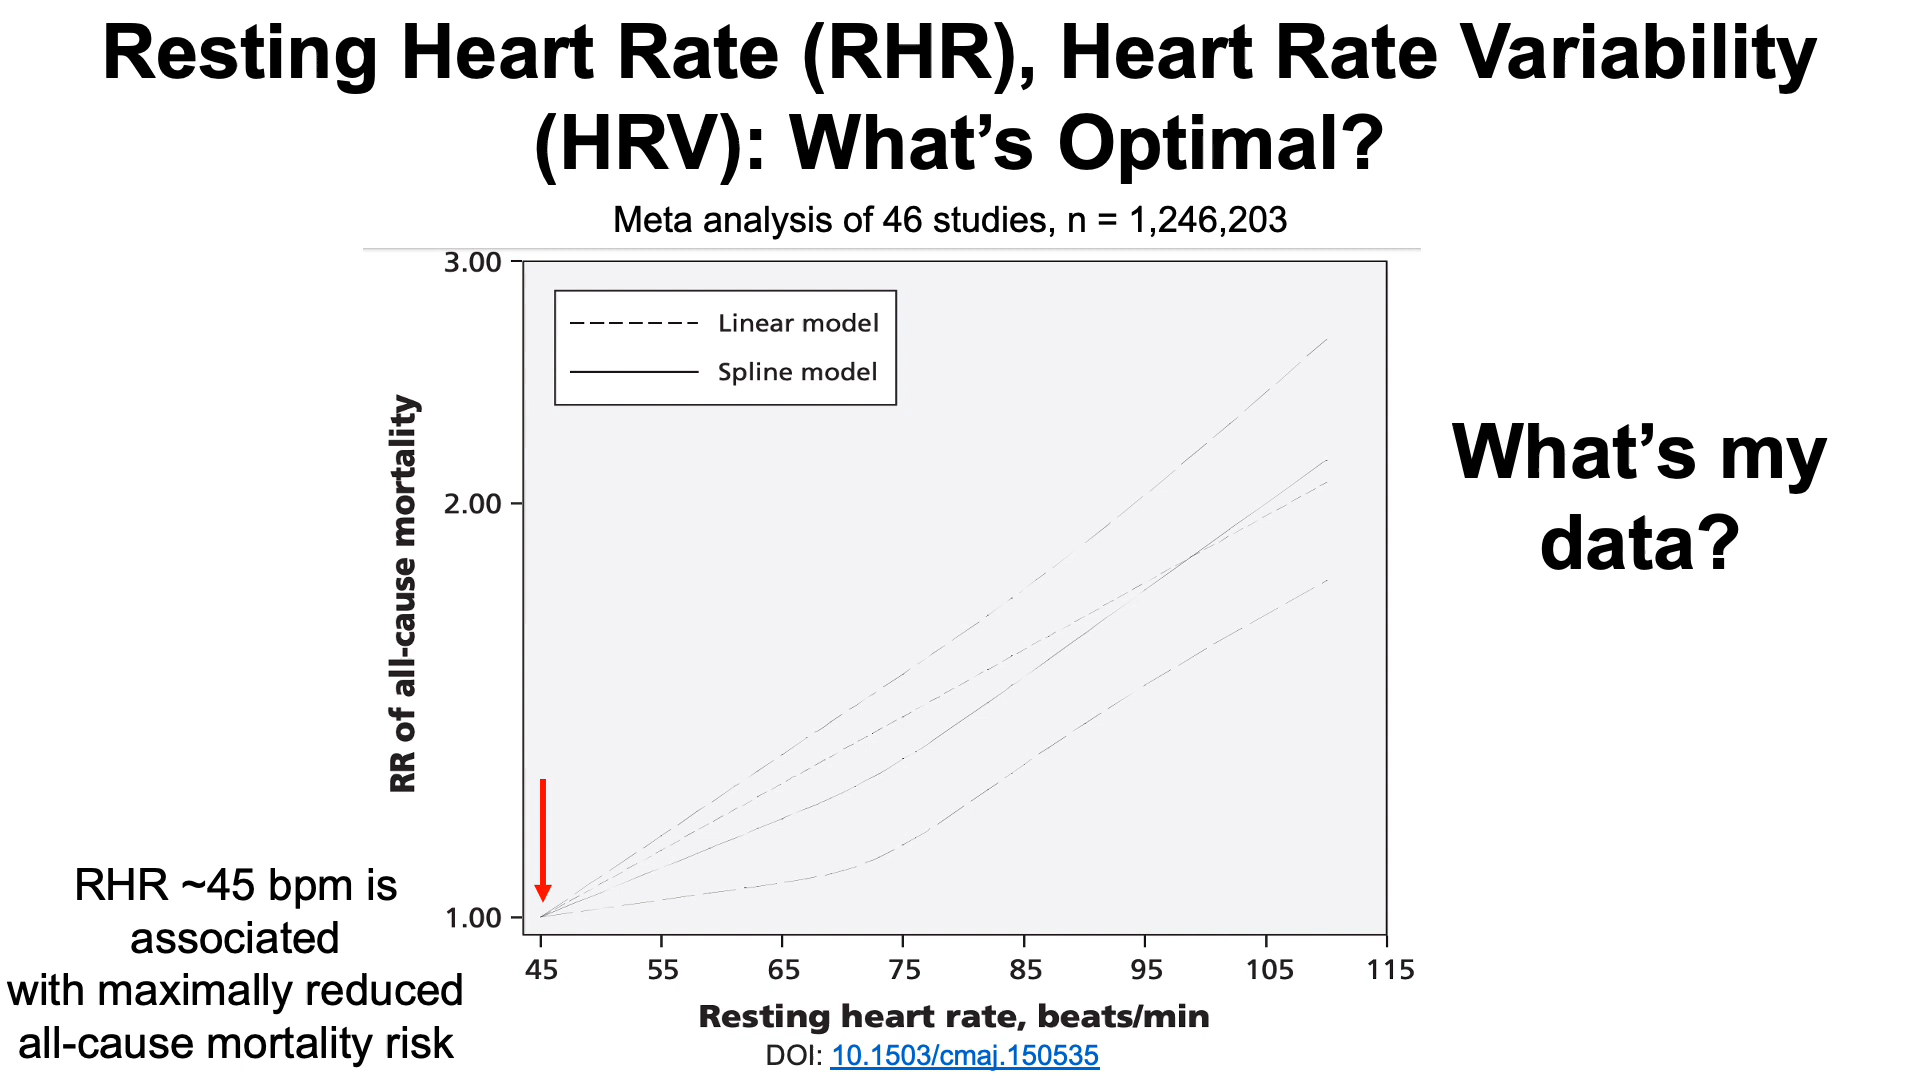 Resting Heart Rate (RHR), Heart Rate Variability
(HRV): What’s Optimal?
Meta analysis of 46 studies, n = 1,246,203
3.00
2.00
1.00
RR of all-cause mortality
Linear model
Spline model
45 55 65 75 85 95 105 115
Resting heart rate, beats/min
DOI: 10.1503/cmaj.150535
What’s my
data?
RHR ~45 bpm is
associated
with maximally reduced
all-cause mortality risk